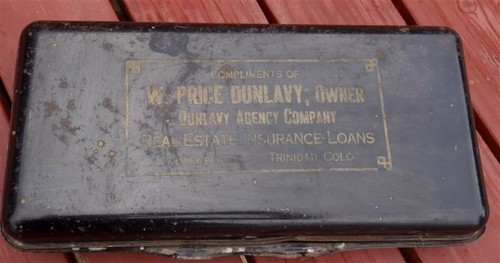 COMPLIMENTS OF
W. PRICE DUNLAVY, OWNER
DUNLAVY AGENCY COMPANY
REAL ESTATE-INSURANCE-LOANS
TRINIDAD COLO